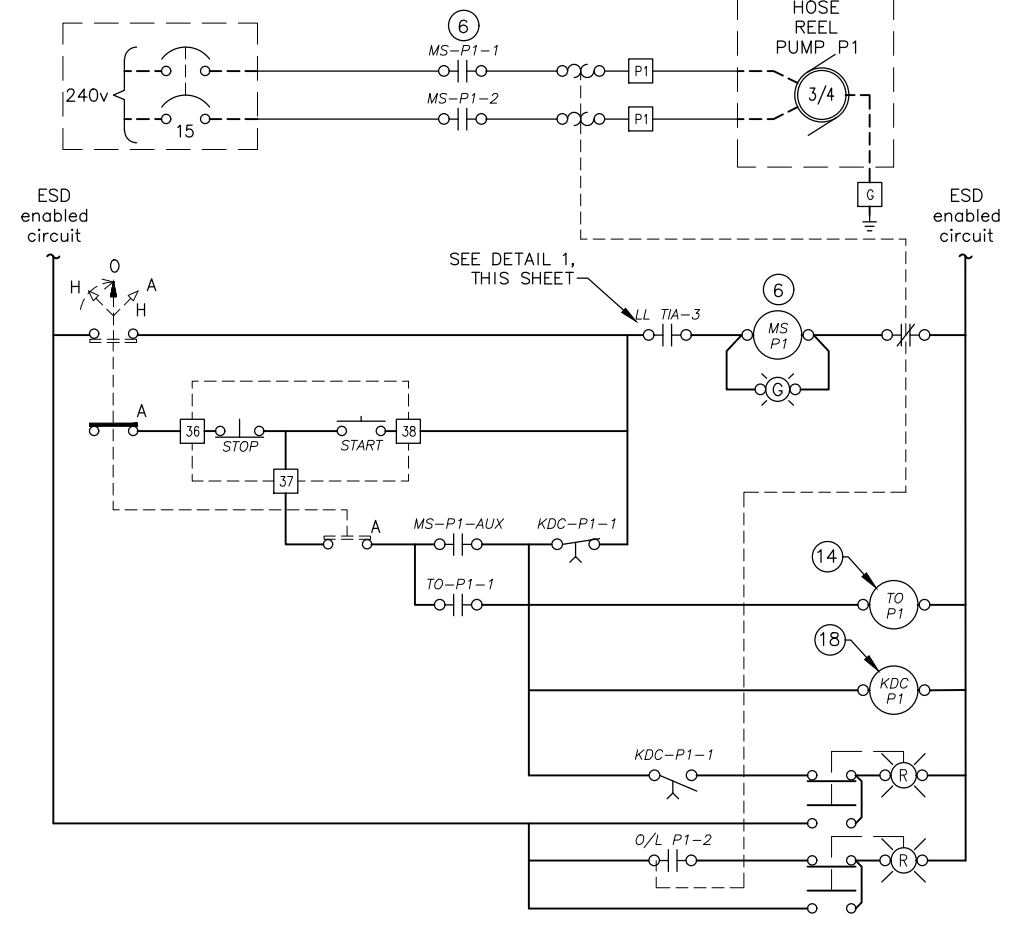 HOSE
REEL
PUMP P1
6
MS-P1-1
P1
240v
3/4
MS-P1-2
P1
15
G
ESD
enabled
circuit
ESD
enabled
circuit
SEE DETAIL 1,
THIS SHEET
O
H
A
H
6
LL TIA-3
MS
P1
G
A
36
STOP
START
38
37
A
MS-P1-AUX
KDC-P1-1
14
TO-P1-1
TO
P1
18
KDC
P1
KDC-P1-1
R
O/L P1-2
R